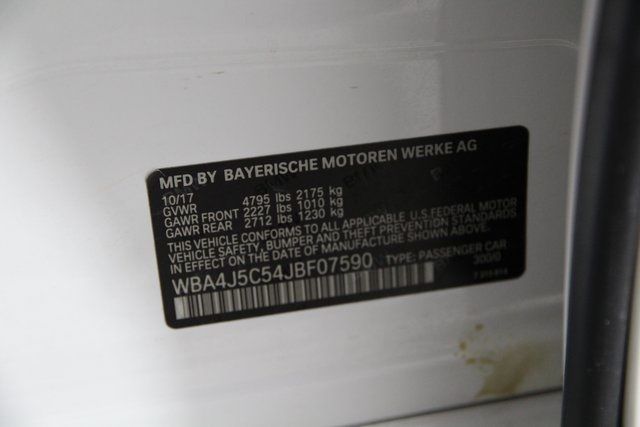 MFD BY BAYERISCHE MOTOREN WERKE AG
10/17
GVWR 4795 lbs 2175 kg
GAWR FRONT 2227 lbs 1010 kg
GAWR REAR 2712 lbs 1230 kg
THIS VEHICLE CONFORMS TO ALL APPLICABLE U.S.FEDERAL MOTOR
VEHICLE SAFETY, BUMPER AND THEFT PREVENTION STANDARDS
IN EFFECT ON THE DATE OF MANUFACTURE SHOWN ABOVE.
WBA4J5C54JBF07590 TYPE: PASSENGER CAR
300/0